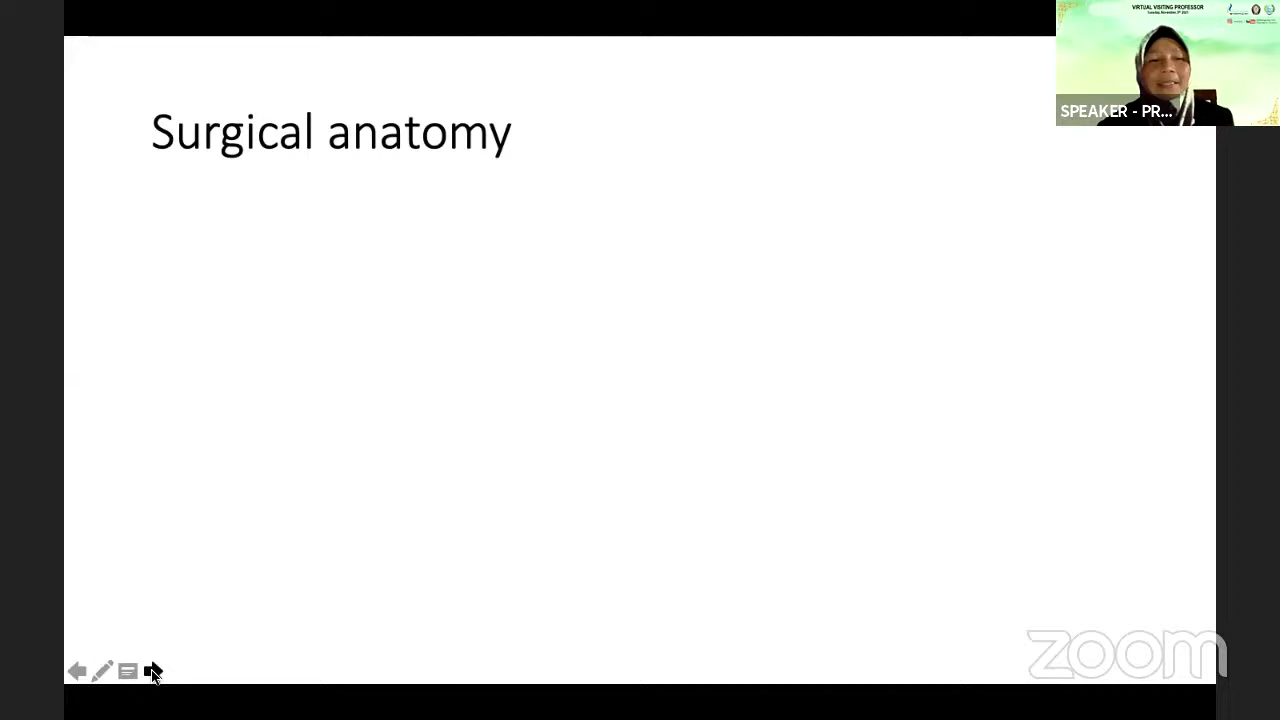 VIRTUAL VISITING PROFESSOR
SPEAKER - PR...
Surgical anatomy
zoom